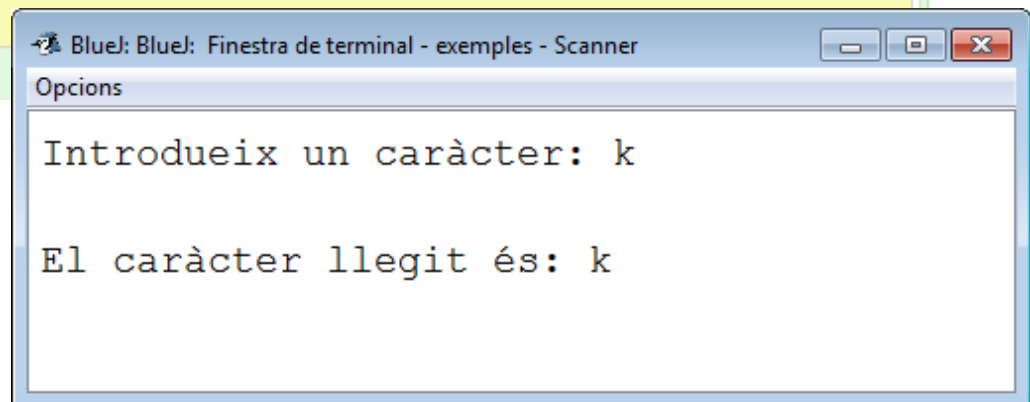 BlueJ: BlueJ: Finestra de terminal - exemples - Scanner
Opcions
Introdueix un caràcter: k
El caràcter llegit és: k